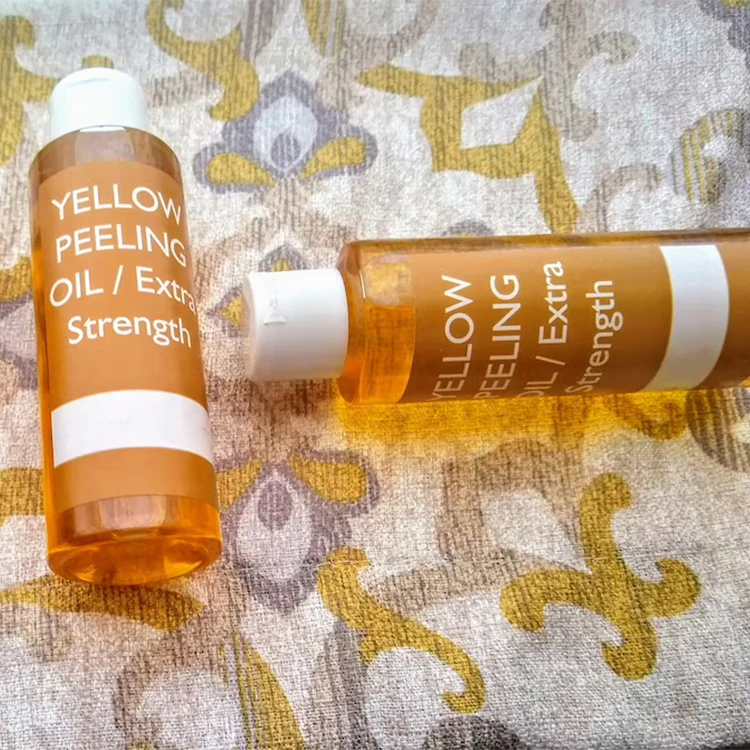 YELLOW
PEELING
OIL / Extra
Strength
YELLOW
PEELING
OIL / Extra
Strength